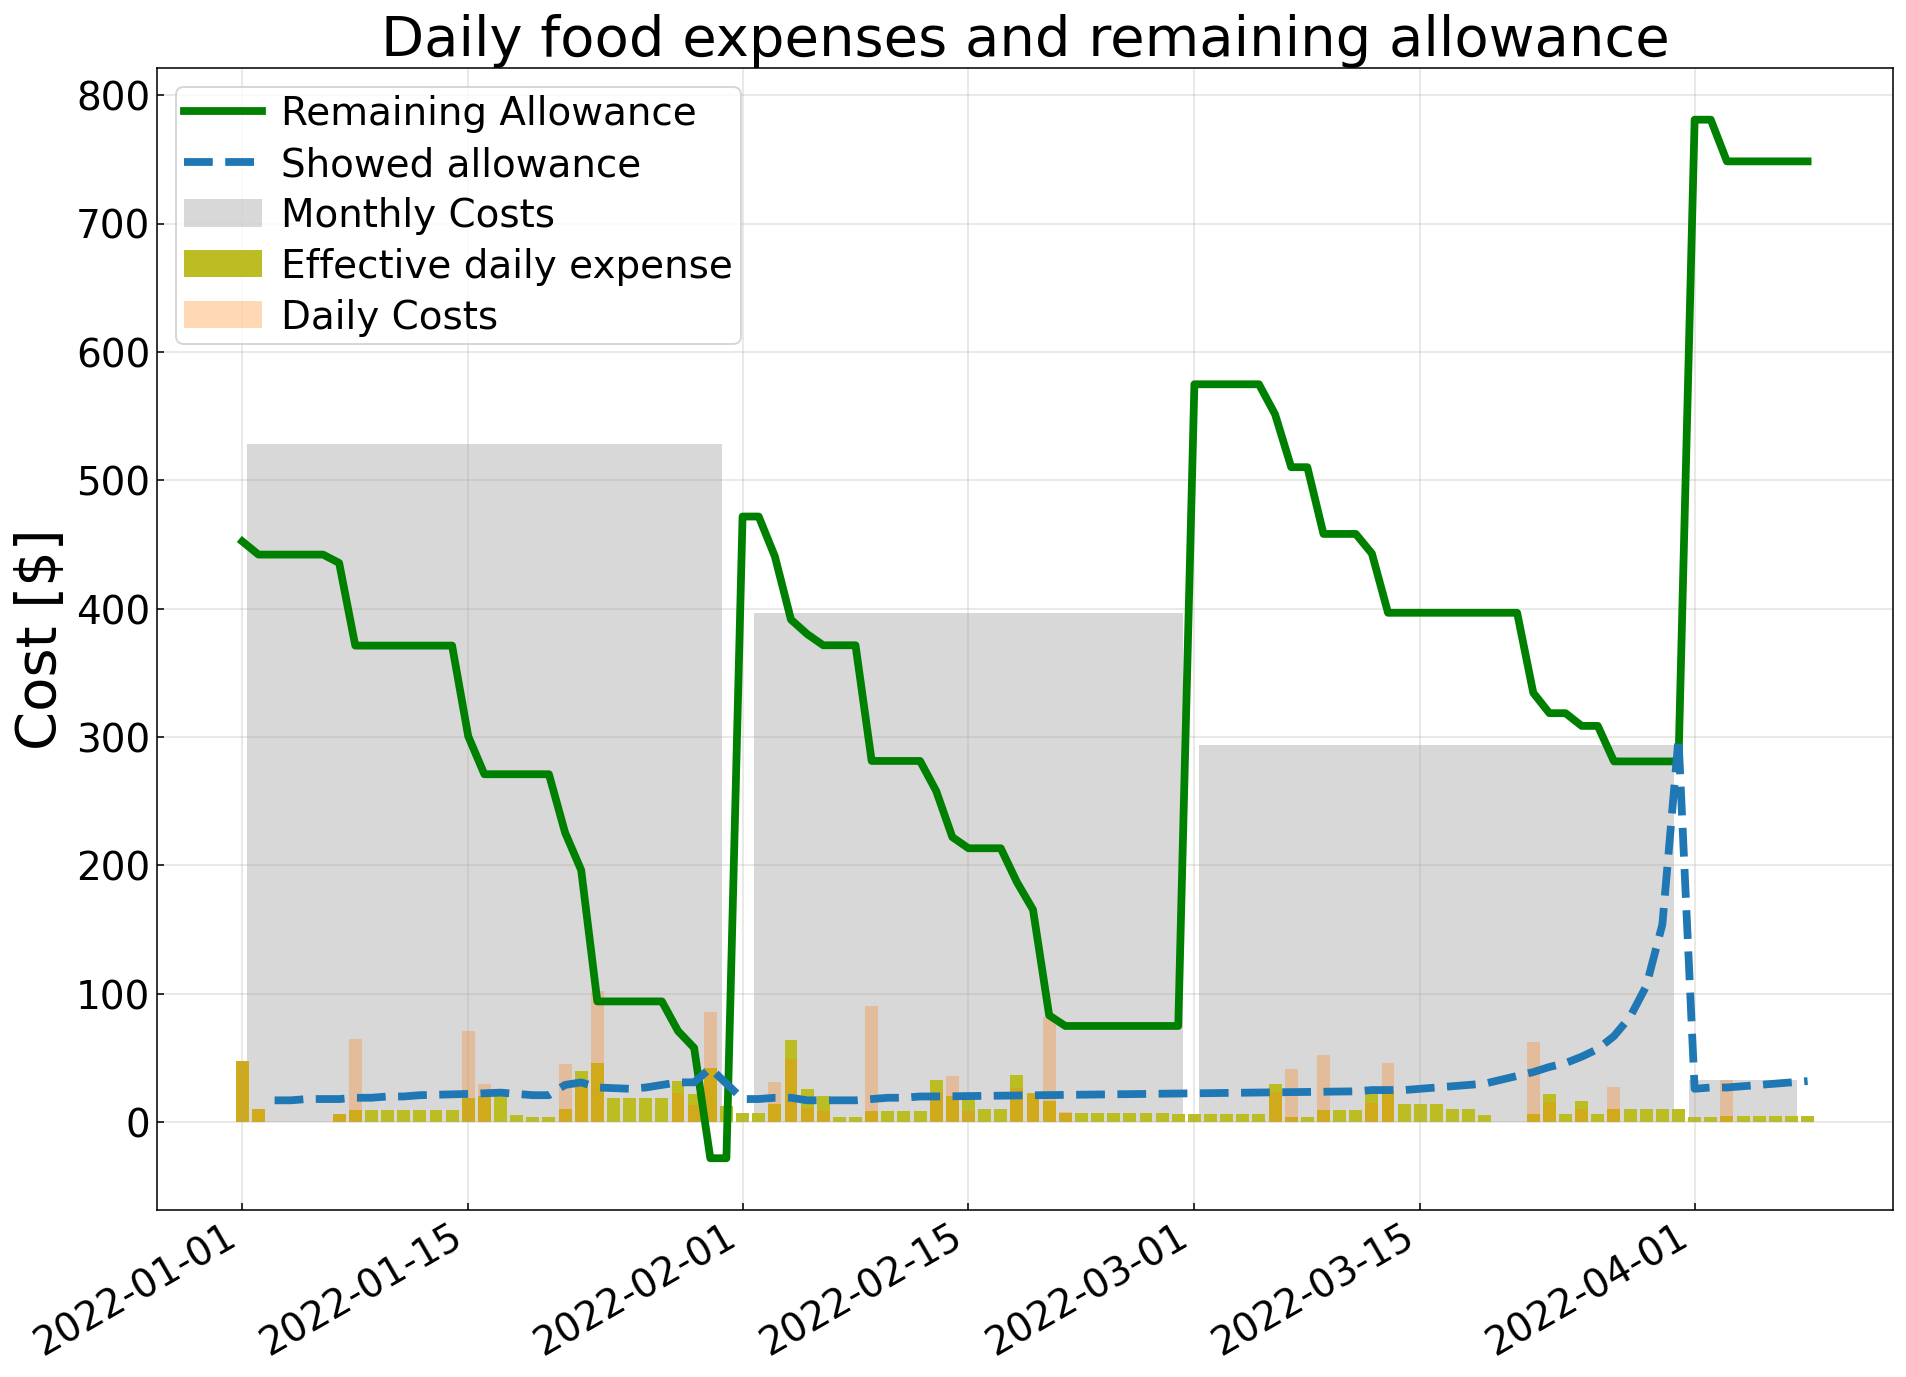 Daily food expenses and remaining allowance
800
700
600
500
400
300
200
100
0
Cost [$]
Remaining Allowance
Showed allowance
Monthly Costs
Effective daily expense
Daily Costs
2022-01-01
2022-01-15
2022-02-01
2022-02-15
2022-03-01
2022-03-15
2022-04-01